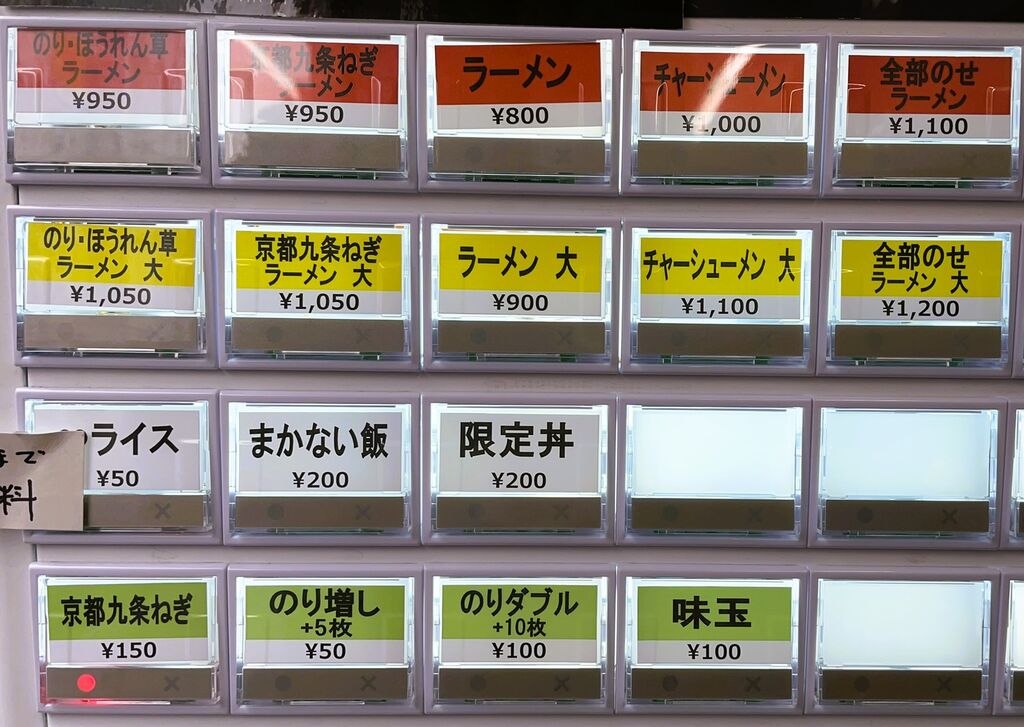 のり・ほうれん草
ラーメン
¥950
京都九条ねぎ
ラーメン
¥950
ラーメン
¥800
チャーシューメン
¥1,000
全部のせ
ラーメン
¥1,100
のり・ほうれん草
ラーメン 大
¥1,050
京都九条ねぎ
ラーメン 大
¥1,050
ラーメン 大
¥900
チャーシューメン 大
¥1,100
全部のせ
ラーメン 大
¥1,200
まで
料
ライス
¥50
まかない飯
¥200
限定丼
¥200
京都九条ねぎ
¥150
のり増し
+5枚
¥50
のりダブル
+10枚
¥100
味玉
¥100